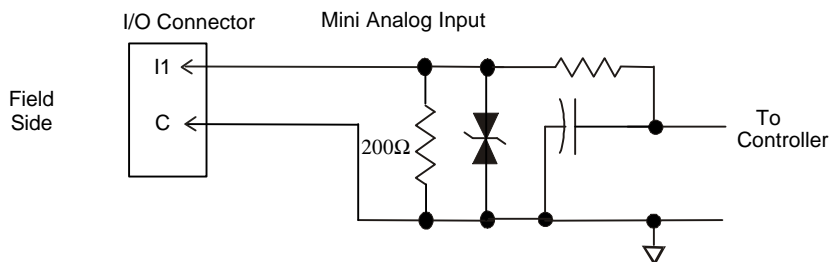 I/O Connector
Mini Analog Input
I1
Field
Side
C
200Ω
To
Controller